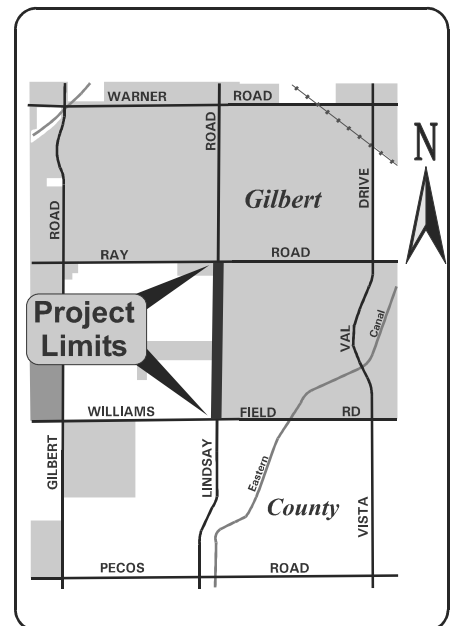 WARNER ROAD
ROAD
N
ROAD
Gilbert
DRIVE
RAY ROAD
Project
Limits
VAL
Canal
WILLIAMS FIELD RD
GILBERT
LINDSAY
Eastern
County
VISTA
PECOS ROAD